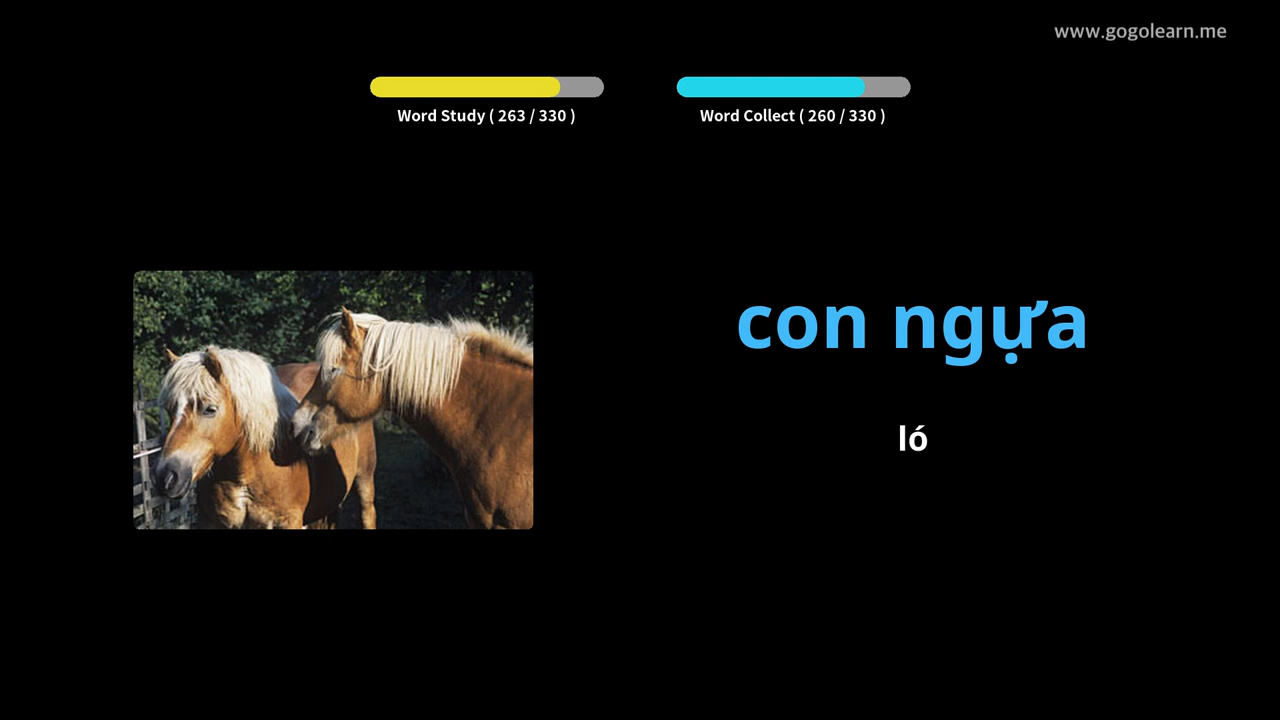 www.gogolearn.me
Word Study ( 263 / 330 )
Word Collect ( 260 / 330 )
con ngựa
ló